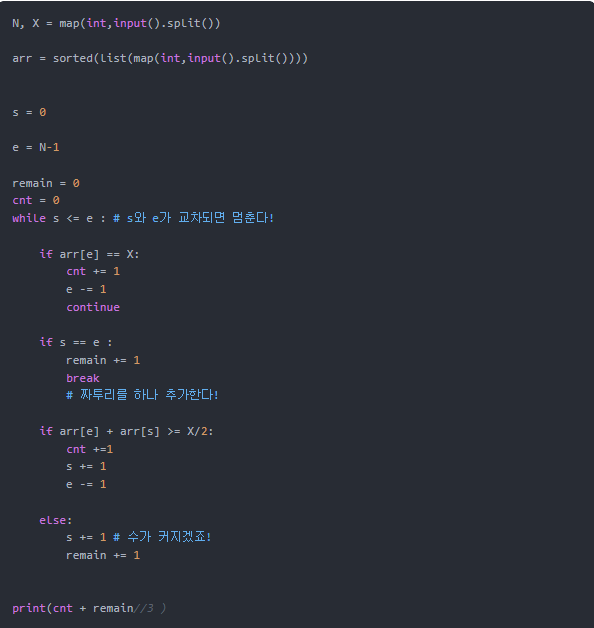 N, X = map(int,input().split())
arr = sorted(list(map(int,input().split())))
s = 0
e = N-1
remain = 0
cnt = 0
while s <= e : # s와 e가 교차되면 멈춘다!
if arr[e] == X:
cnt += 1
e -= 1
continue
if s == e :
remain += 1
break
# 짜투리를 하나 추가한다!
if arr[e] + arr[s] >= X/2:
cnt +=1
s += 1
e -= 1
else:
s += 1 # 수가 커지겠죠!
remain += 1
print(cnt + remain//3 )